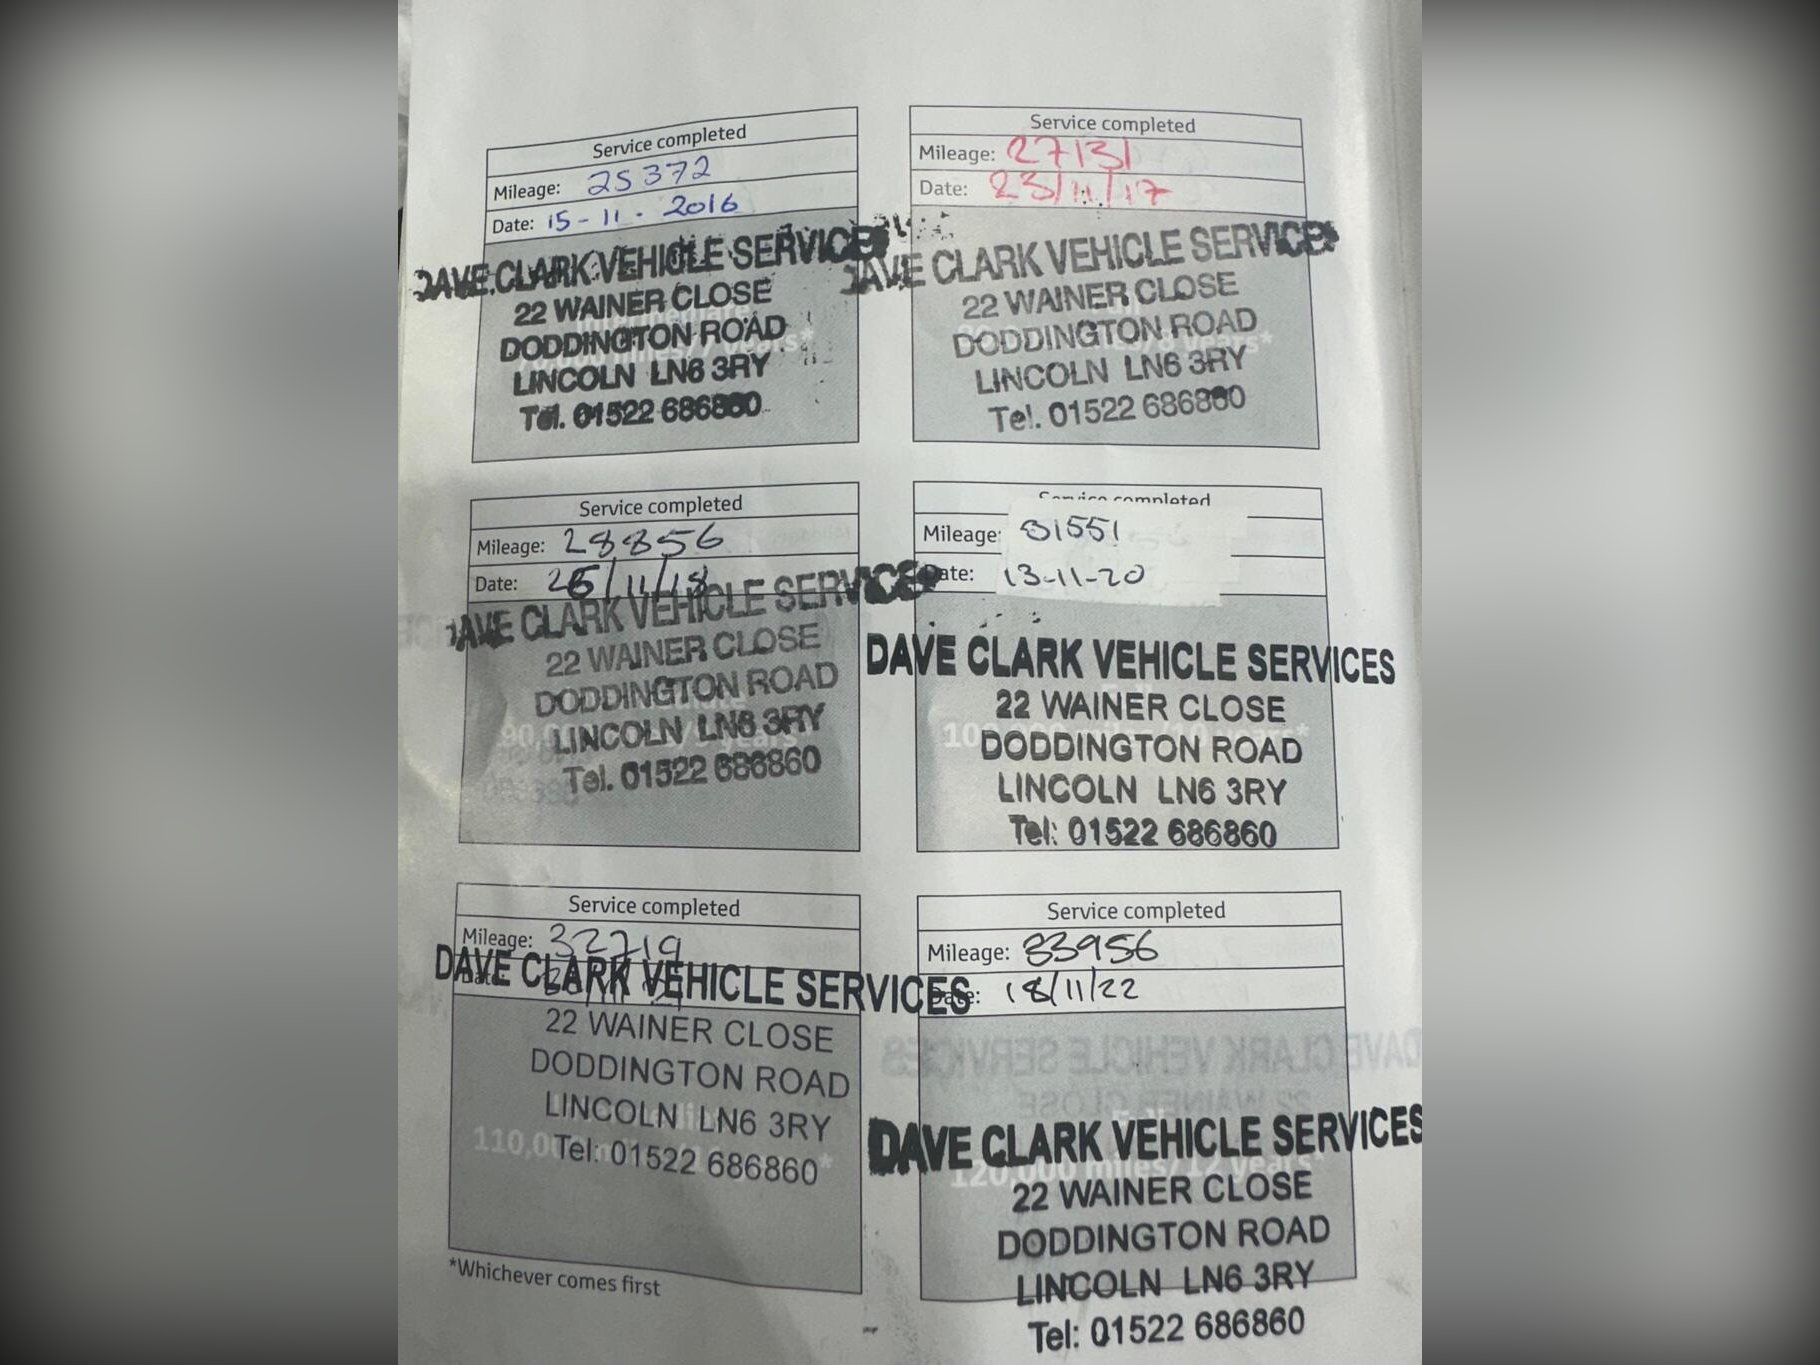 Service completed
Mileage: 25372
Date: 15-11-2016
DAVE CLARK VEHICLE SERVICES
22 WAINER CLOSE
DODDINGTON ROAD
LINCOLN LN6 3RY
Tel. 01522 686860
Service completed
Mileage: 27131
Date: 23/11/17
DAVE CLARK VEHICLE SERVICES
22 WAINER CLOSE
DODDINGTON ROAD
LINCOLN LN6 3RY
Tel. 01522 686860
Service completed
Mileage: 28856
Date: /11/18
DAVE CLARK VEHICLE SERVICES
22 WAINER CLOSE
DODDINGTON ROAD
LINCOLN LN6 3RY
Tel. 01522 686860
Service completed
Mileage: 31551
Date: 13-11-20
DAVE CLARK VEHICLE SERVICES
22 WAINER CLOSE
DODDINGTON ROAD
LINCOLN LN6 3RY
Tel: 01522 686860
Service completed
Mileage: 32719
Date:
DAVE CLARK VEHICLE SERVICES
22 WAINER CLOSE
DODDINGTON ROAD
LINCOLN LN6 3RY
110,000
Tel: 01522 686860
Service completed
Mileage: 33956
Date: 18/11/22
DAVE CLARK VEHICLE SERVICES
120,000 miles/12 years*
22 WAINER CLOSE
DODDINGTON ROAD
LINCOLN LN6 3RY
Tel: 01522 686860
*Whichever comes first